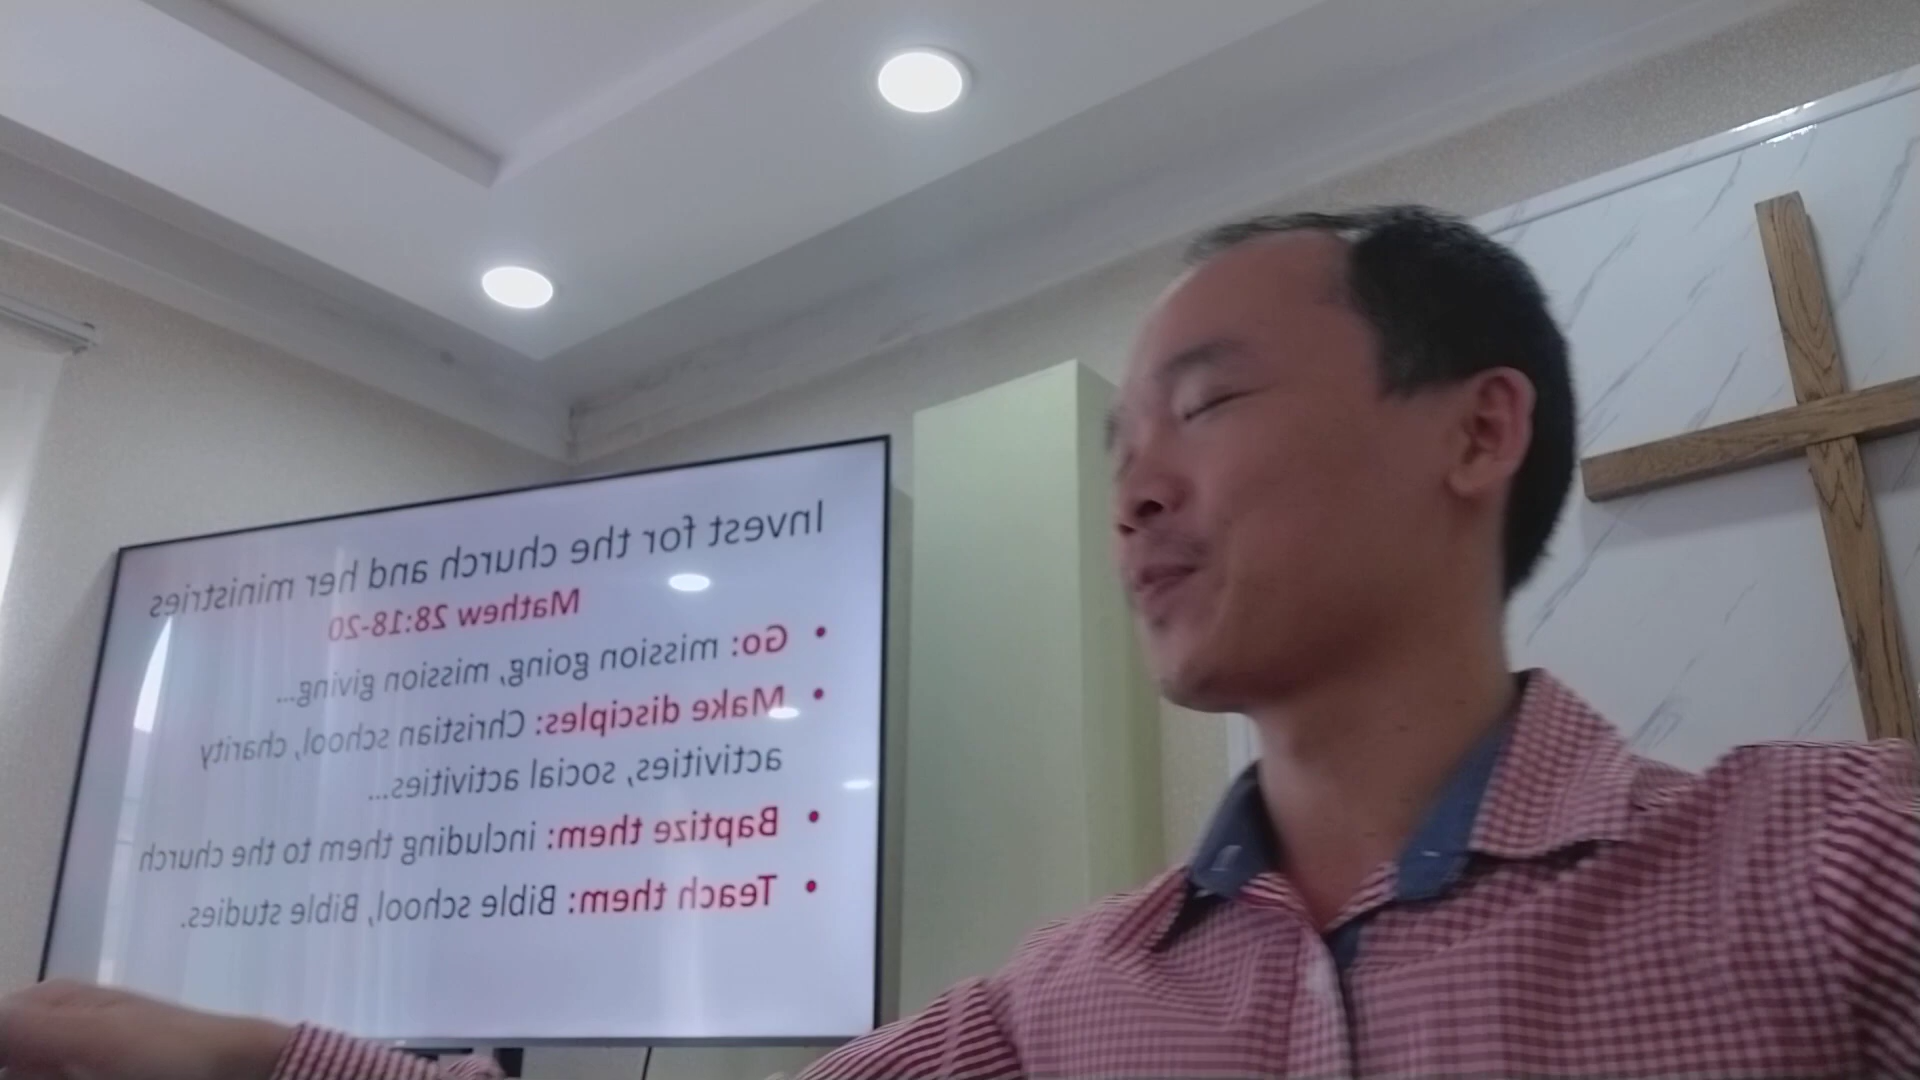 Invest for the church and her ministries
Mathew 28:18-20
• Go: mission going, mission giving...
• Make disciples: Christian school, charity
activities, social activities...
• Baptize them: including them to the church
• Teach them: Bible school, Bible studies.